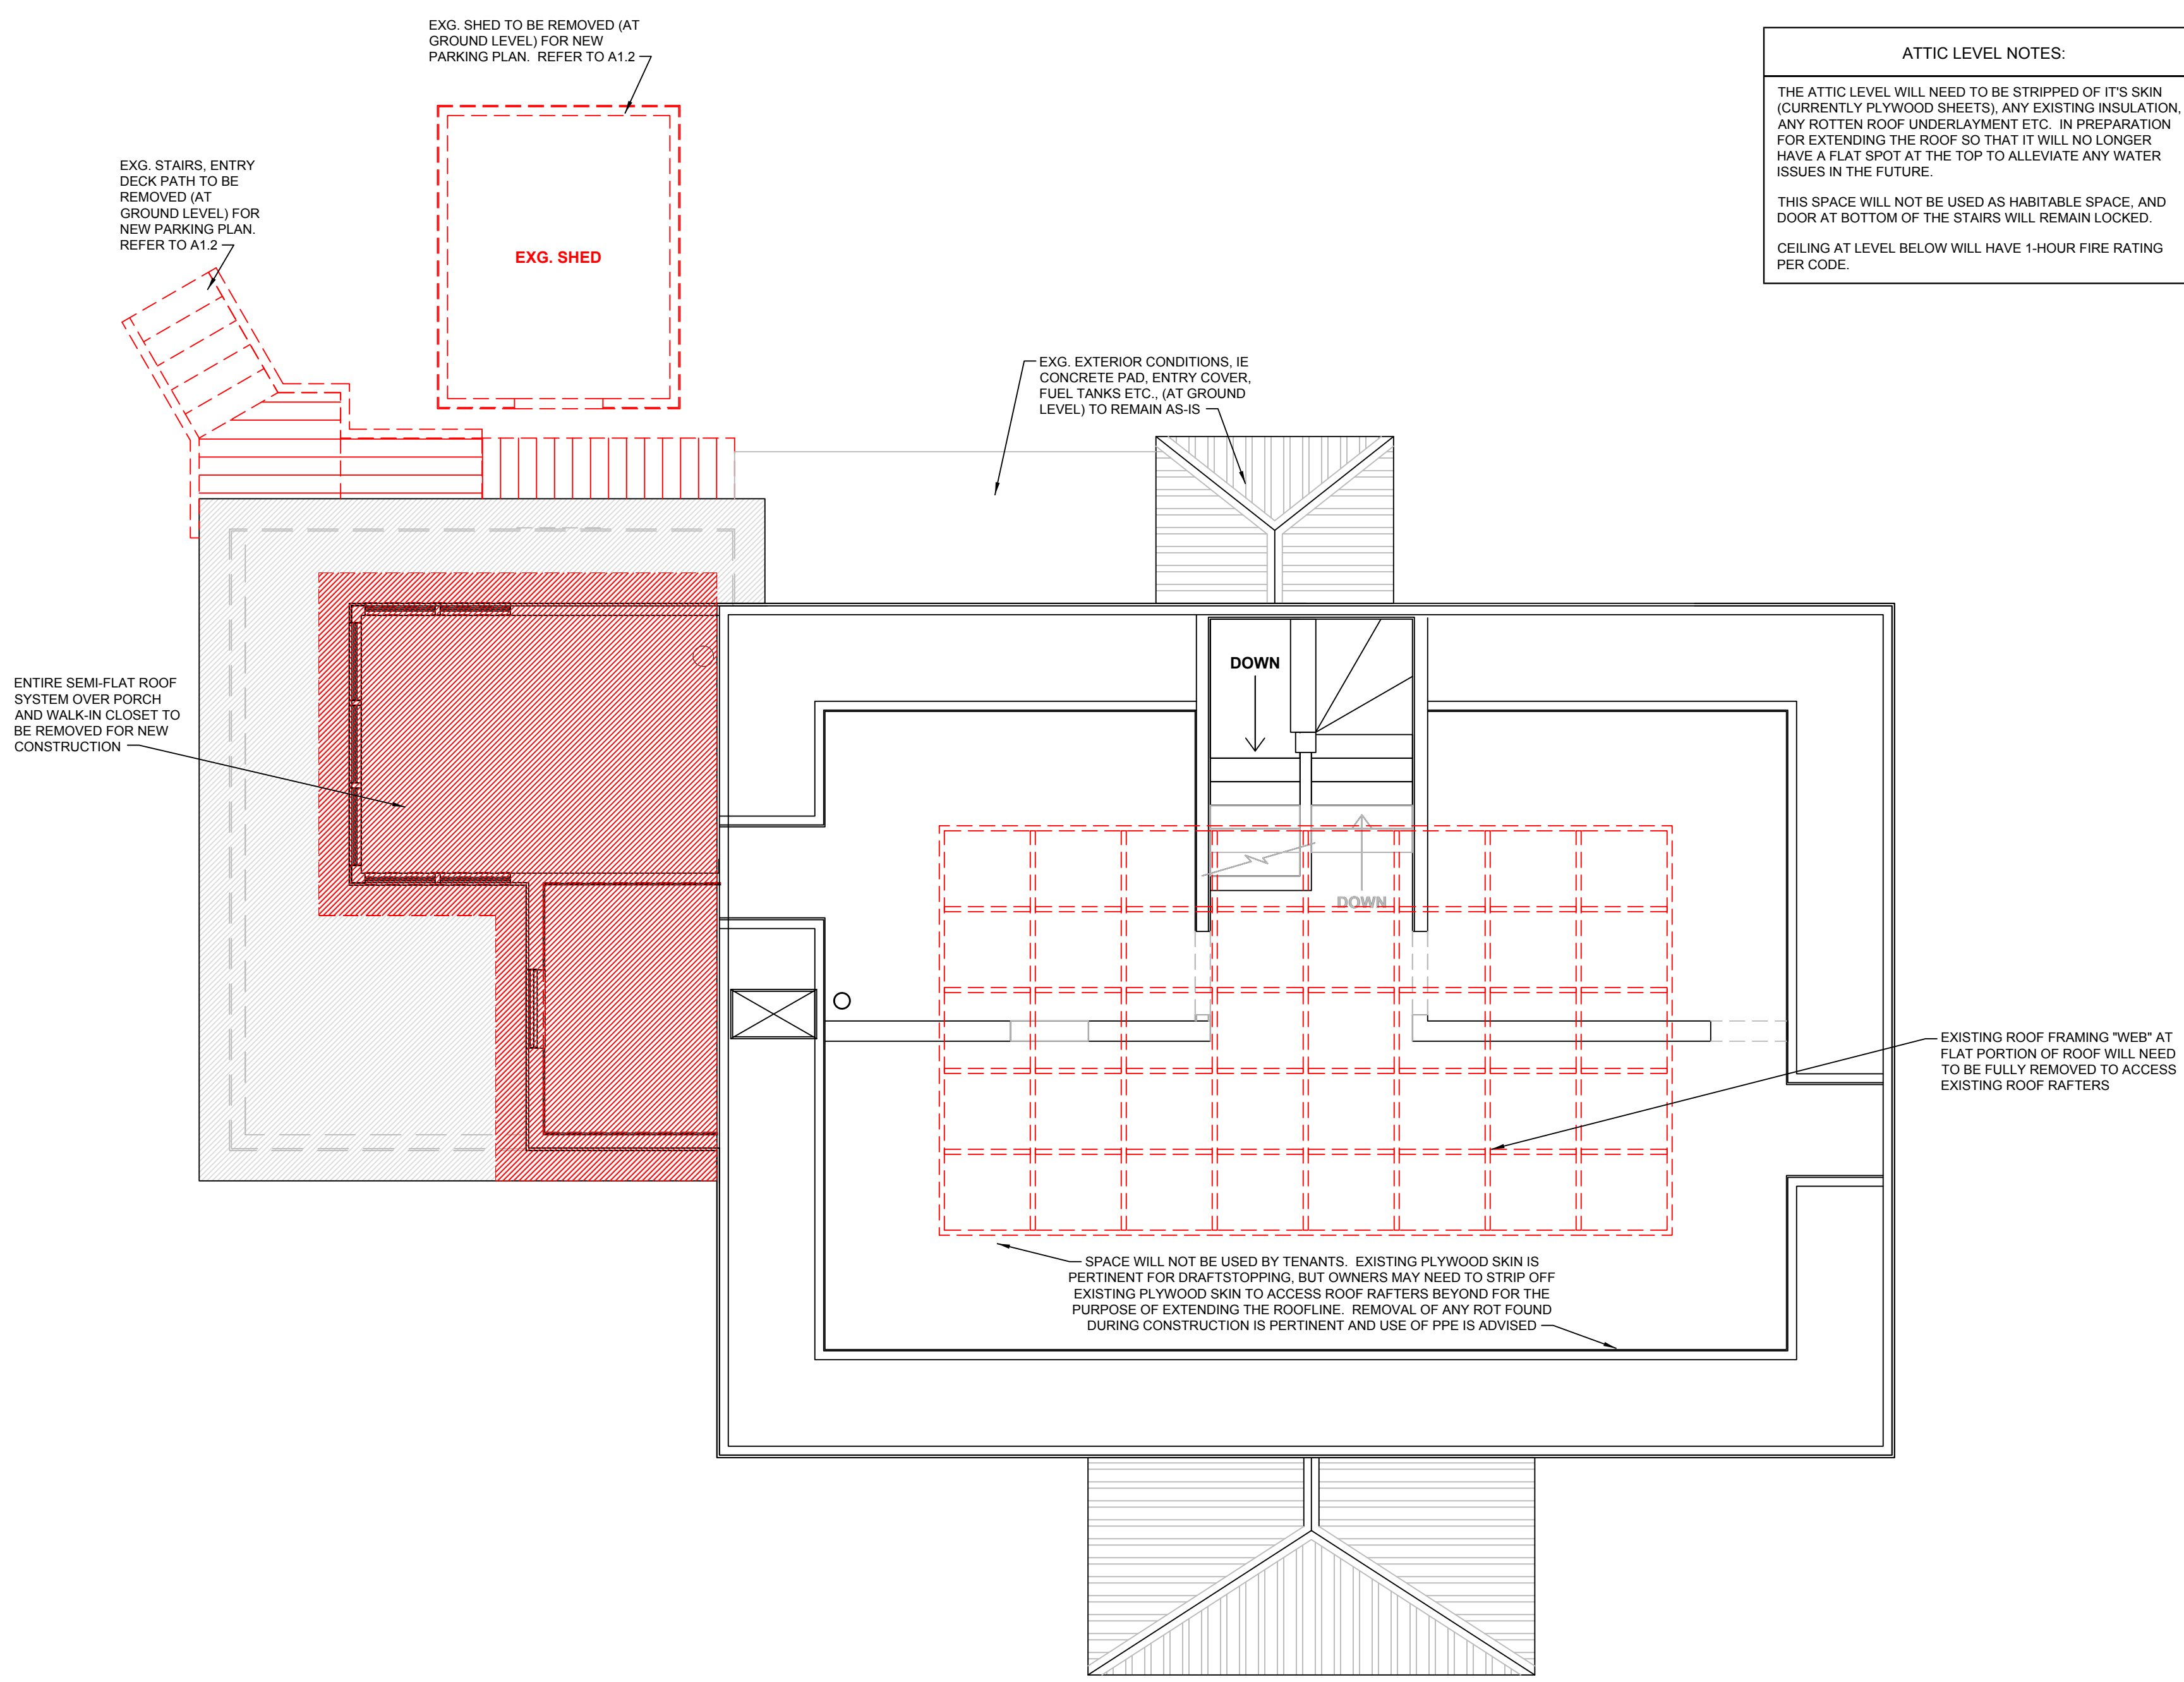 EXG. SHED TO BE REMOVED (AT
GROUND LEVEL) FOR NEW
PARKING PLAN.  REFER TO A1.2
ATTIC LEVEL NOTES:
THE ATTIC LEVEL WILL NEED TO BE STRIPPED OF IT'S SKIN
(CURRENTLY PLYWOOD SHEETS), ANY EXISTING INSULATION,
ANY ROTTEN ROOF UNDERLAYMENT ETC.  IN PREPARATION
FOR EXTENDING THE ROOF SO THAT IT WILL NO LONGER
HAVE A FLAT SPOT AT THE TOP TO ALLEVIATE ANY WATER
ISSUES IN THE FUTURE.
THIS SPACE WILL NOT BE USED AS HABITABLE SPACE, AND
DOOR AT BOTTOM OF THE STAIRS WILL REMAIN LOCKED.
CEILING AT LEVEL BELOW WILL HAVE 1-HOUR FIRE RATING
PER CODE.
EXG. STAIRS, ENTRY
DECK PATH TO BE
REMOVED (AT
GROUND LEVEL) FOR
NEW PARKING PLAN.
REFER TO A1.2
EXG. SHED
EXG. EXTERIOR CONDITIONS, IE
CONCRETE PAD, ENTRY COVER,
FUEL TANKS ETC., (AT GROUND
LEVEL) TO REMAIN AS-IS
ENTIRE SEMI-FLAT ROOF
SYSTEM OVER PORCH
AND WALK-IN CLOSET TO
BE REMOVED FOR NEW
CONSTRUCTION
DOWN
DOWN
EXISTING ROOF FRAMING "WEB" AT
FLAT PORTION OF ROOF WILL NEED
TO BE FULLY REMOVED TO ACCESS
EXISTING ROOF RAFTERS
SPACE WILL NOT BE USED BY TENANTS.  EXISTING PLYWOOD SKIN IS
PERTINENT FOR DRAFTSTOPPING, BUT OWNERS MAY NEED TO STRIP OFF
EXISTING PLYWOOD SKIN TO ACCESS ROOF RAFTERS BEYOND FOR THE
PURPOSE OF EXTENDING THE ROOFLINE.  REMOVAL OF ANY ROT FOUND
DURING CONSTRUCTION IS PERTINENT AND USE OF PPE IS ADVISED